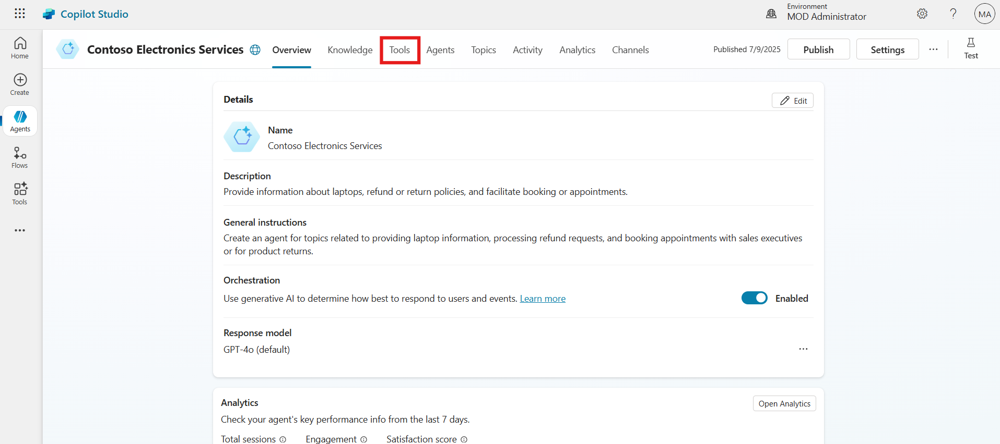 Copilot Studio
Environment
MOD Administrator
?
MA
Home
Create
Agents
Flows
Tools
Contoso Electronics Services
Overview
Knowledge
Tools
Agents
Topics
Activity
Analytics
Channels
Published 7/9/2025
Publish
Settings
Test
Details
Edit
Name
Contoso Electronics Services
Description
Provide information about laptops, refund or return policies, and facilitate booking or appointments.
General instructions
Create an agent for topics related to providing laptop information, processing refund requests, and booking appointments with sales executives
or for product returns.
Orchestration
Use generative AI to determine how best to respond to users and events. Learn more
Enabled
Response model
GPT-4o (default)
Analytics
Open Analytics
Check your agent's key performance info from the last 7 days.
Total sessions
Engagement
Satisfaction score